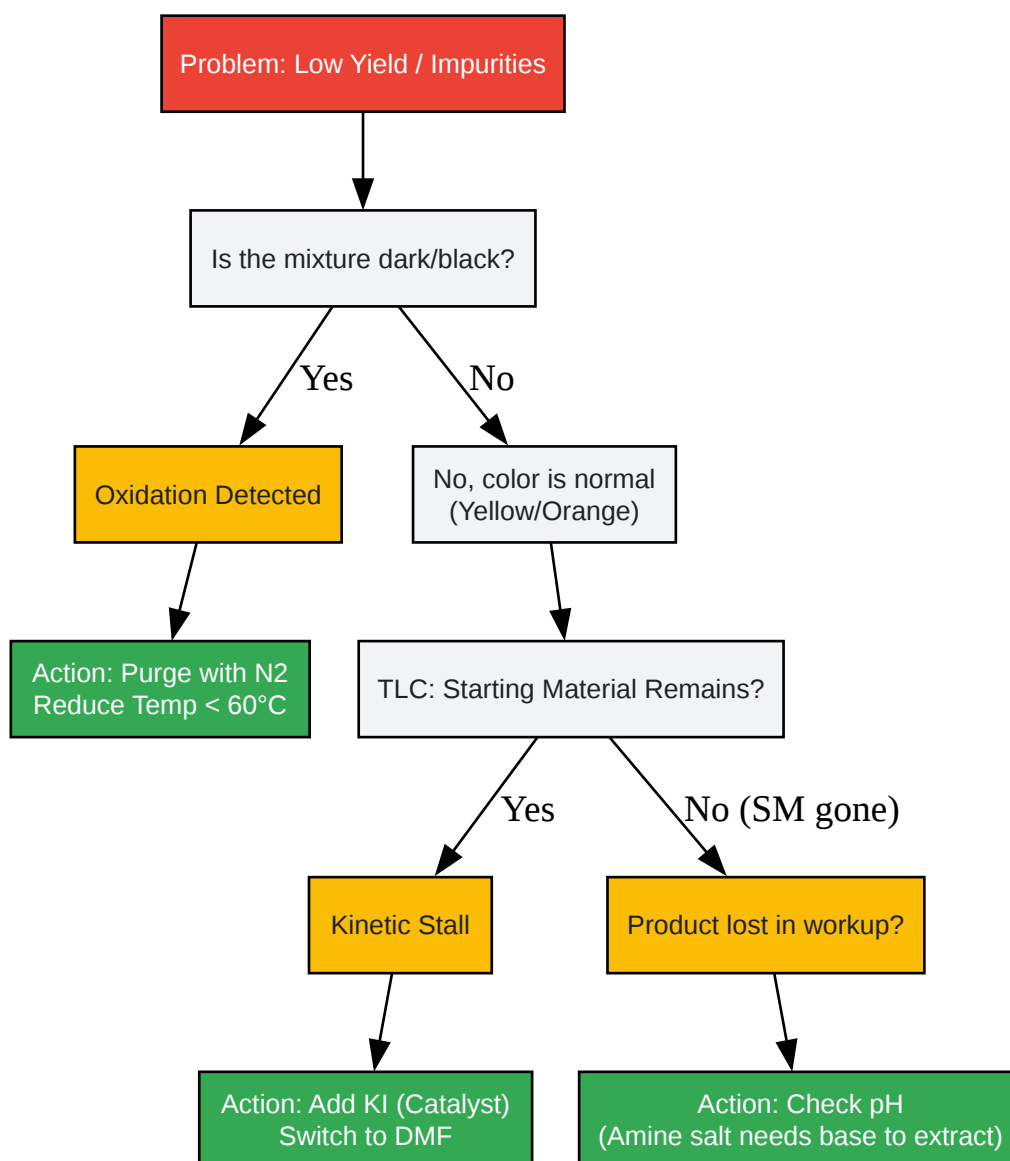 Problem: Low Yield / Impurities
Is the mixture dark/black?
Yes
No
Oxidation Detected
No, color is normal
(Yellow/Orange)
Action: Purge with N2
Reduce Temp < 60°C
TLC: Starting Material Remains?
Yes
No (SM gone)
Kinetic Stall
Product lost in workup?
Action: Add KI (Catalyst)
Switch to DMF
Action: Check pH
(Amine salt needs base to extract)